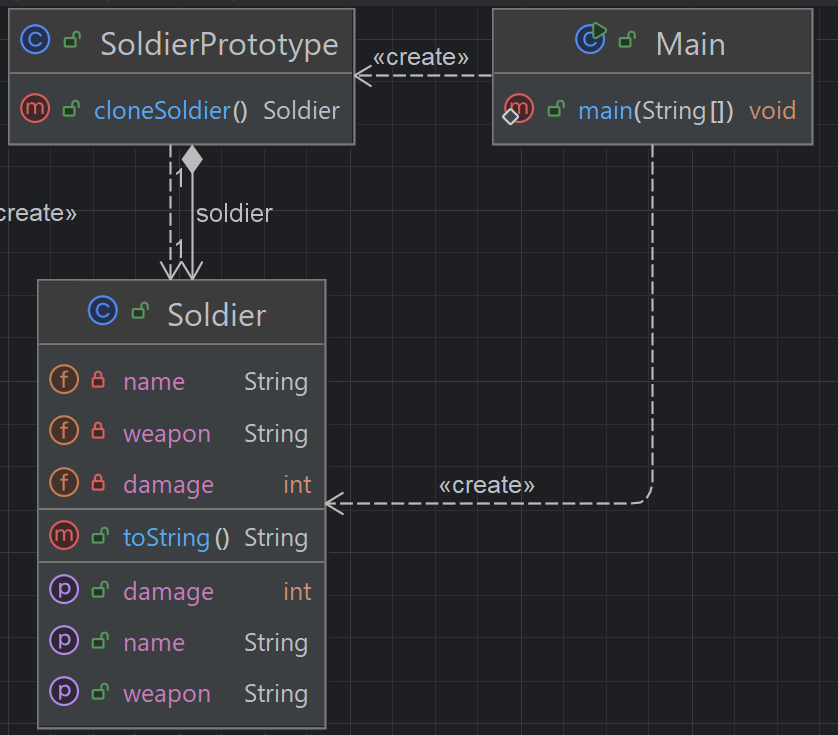 SoldierPrototype
cloneSoldier() Soldier
«create»
Main
main(String[]) void
1
create»
soldier
1
Soldier
name String
weapon String
damage int
toString() String
damage int
name String
weapon String
«create»